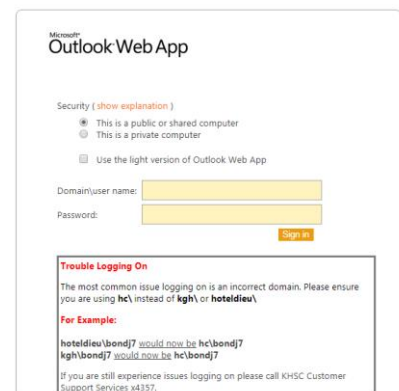 Microsoft®
Outlook Web App
Security ( show explanation )
This is a public or shared computer
This is a private computer
Use the light version of Outlook Web App
Domain\user name:
Password:
Sign in
Trouble Logging On
The most common issue logging on is an incorrect domain. Please ensure
you are using hc\ instead of kgh\ or hoteldieu\
For Example:
hoteldieu\bondj7 would now be hc\bondj7
kgh\bondj7 would now be hc\bondj7
If you are still experience issues logging on please call KHSC Customer
Support Services x4357.